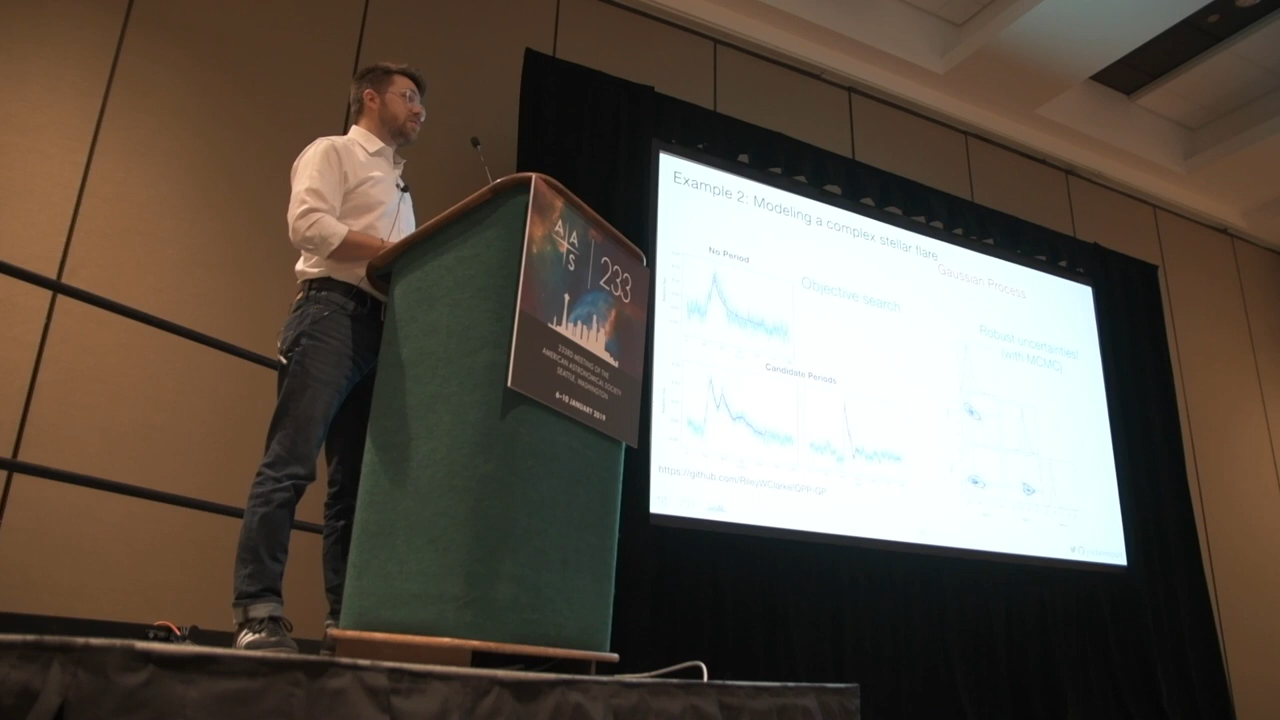 AAS
233
233RD MEETING OF THE
AMERICAN ASTRONOMICAL SOCIETY
SEATTLE, WASHINGTON
6-10 JANUARY 2019
Example 2: Modeling a complex stellar flare
Gaussian Process
No Period
Objective search
Robust uncertainties!
(with MCMC)
Candidate Periods
https://github.com/RileyWClarke/QPP-GP